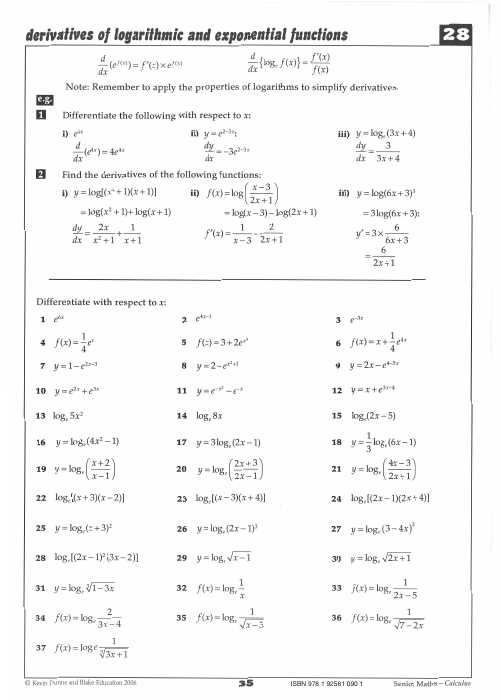 derivatives of logarithmic and exponential functions 28
d/dx (e^{f(x)}) = f'(x) × e^{f(x)}    d/dx {log_e f(x)} = f'(x)/f(x)
Note: Remember to apply the properties of logarithms to simplify derivatives.
e.g.
1 Differentiate the following with respect to x:
i) e^{4x}    ii) y = e^{2−3x};    iii) y = log_e(3x+4)
d/dx (e^{4x}) = 4e^{4x}    dy/dx = −3e^{2−3x}    dy/dx = 3/(3x+4)
2 Find the derivatives of the following functions:
i) y = log[(x²+1)(x+1)]    ii) f(x) = log((x−3)/(2x+1))    iii) y = log(6x+3)³
= log(x²+1)+log(x+1)    = log(x−3) − log(2x+1)    = 3log(6x+3);
dy/dx = 2x/(x²+1) + 1/(x+1)    f'(x) = 1/(x−3) − 2/(2x+1)    y' = 3 × 6/(6x+3)
= 6/(2x+1)
Differentiate with respect to x:
1 e^{6x}    2 e^{4x−1}    3 e^{−3x}
4 f(x) = 1/4 e^x    5 f(x) = 3+2e^{x³}    6 f(x) = x + 1/4 e^{4x}
7 y = 1−e^{2x−3}    8 y = 2−e^{x²+1}    9 y = 2x−e^{4−5x}
10 y = e^{2x}+e^{3x}    11 y = e^{−x²}−e^{−x}    12 y = x+e^{3x−4}
13 log_e 5x²    14 log_e 8x    15 log_e(2x−5)
16 y = log_e(4x²−1)    17 y = 3log_e(2x−1)    18 y = 1/3 log_e(6x−1)
19 y = log_e((x+2)/(x−1))    20 y = log_e((2x+3)/(2x−1))    21 y = log_e((4x−3)/(2x+1))
22 log_e[(x+3)(x−2)]    23 log_e[(x−3)(x+4)]    24 log_e[(2x−1)(2x+4)]
25 y = log_e(x+3)²    26 y = log_e(2x−1)³    27 y = log_e(3−4x)²
28 log_e[(2x−1)²(3x−2)]    29 y = log_e √(x−1)    30 y = log_e √(2x+1)
31 y = log_e ∛(1−3x)    32 f(x) = log_e 1/x    33 f(x) = log_e 1/(2x−5)
34 f(x) = log_e 2/(3x−4)    35 f(x) = log_e 1/√(x−3)    36 f(x) = log_e 1/√(7−2x)
37 f(x) = log e 1/∛(3x+1)
© Kevin and Blake Education 2006    35    ISBN 978 1 92561 090 1    Senior Maths – Calculus